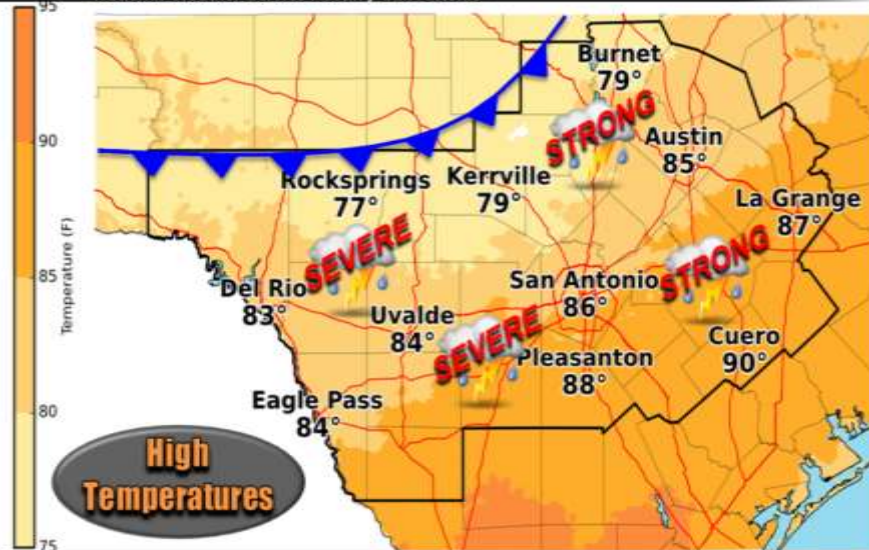 95
90
85
80
75
Temperature (F)
Burnet
79°
STRONG
Austin
85°
Rocksprings
77°
Kerrville
79°
La Grange
87°
SEVERE
STRONG
Del Rio
83°
San Antonio
86°
Uvalde
84°
SEVERE
Pleasanton
88°
Cuero
90°
Eagle Pass
84°
High
Temperatures